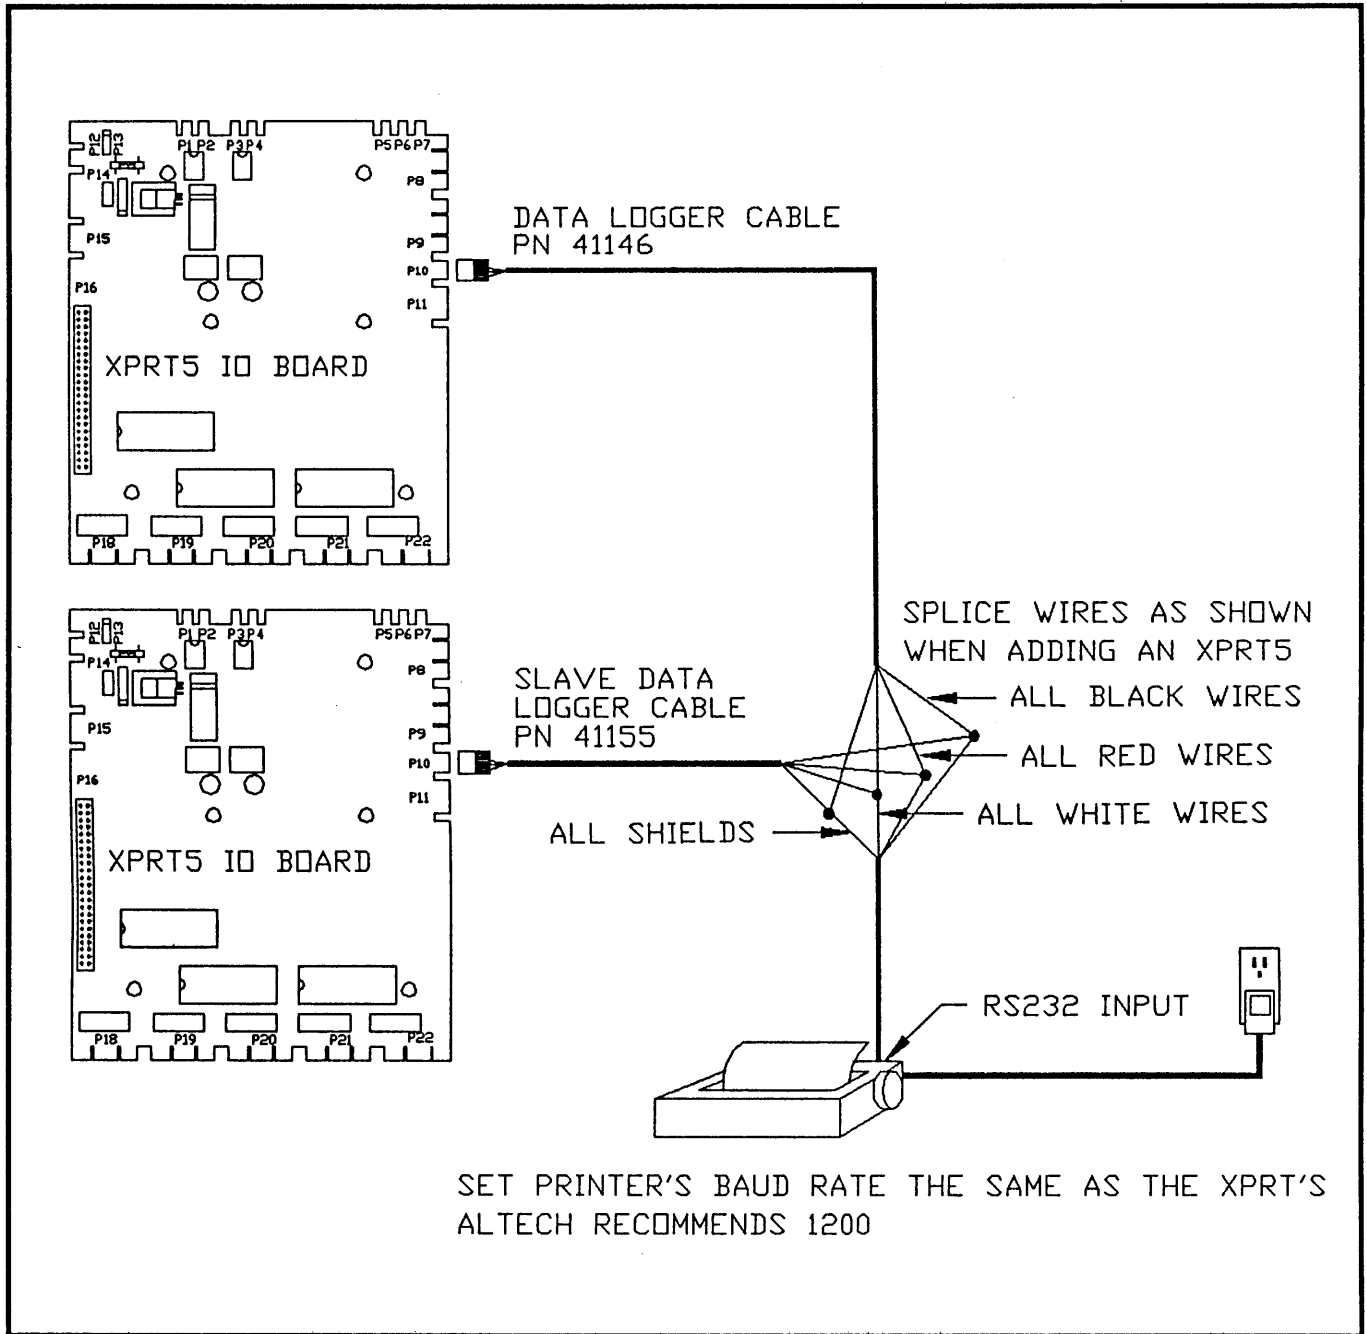 P12
P13
P1 P2
P3 P4
P5 P6 P7
P14
P8
P15
P9
P10
P16
P11
XPRT5 IO BOARD
P18
P19
P20
P21
P22
DATA LOGGER CABLE
PN 41146
P12
P13
P1 P2
P3 P4
P5 P6 P7
P14
P8
P15
P9
P10
P16
P11
XPRT5 IO BOARD
P18
P19
P20
P21
P22
SLAVE DATA
LOGGER CABLE
PN 41155
SPLICE WIRES AS SHOWN
WHEN ADDING AN XPRT5
ALL BLACK WIRES
ALL RED WIRES
ALL WHITE WIRES
ALL SHIELDS
RS232 INPUT
SET PRINTER'S BAUD RATE THE SAME AS THE XPRT'S
ALTECH RECOMMENDS 1200